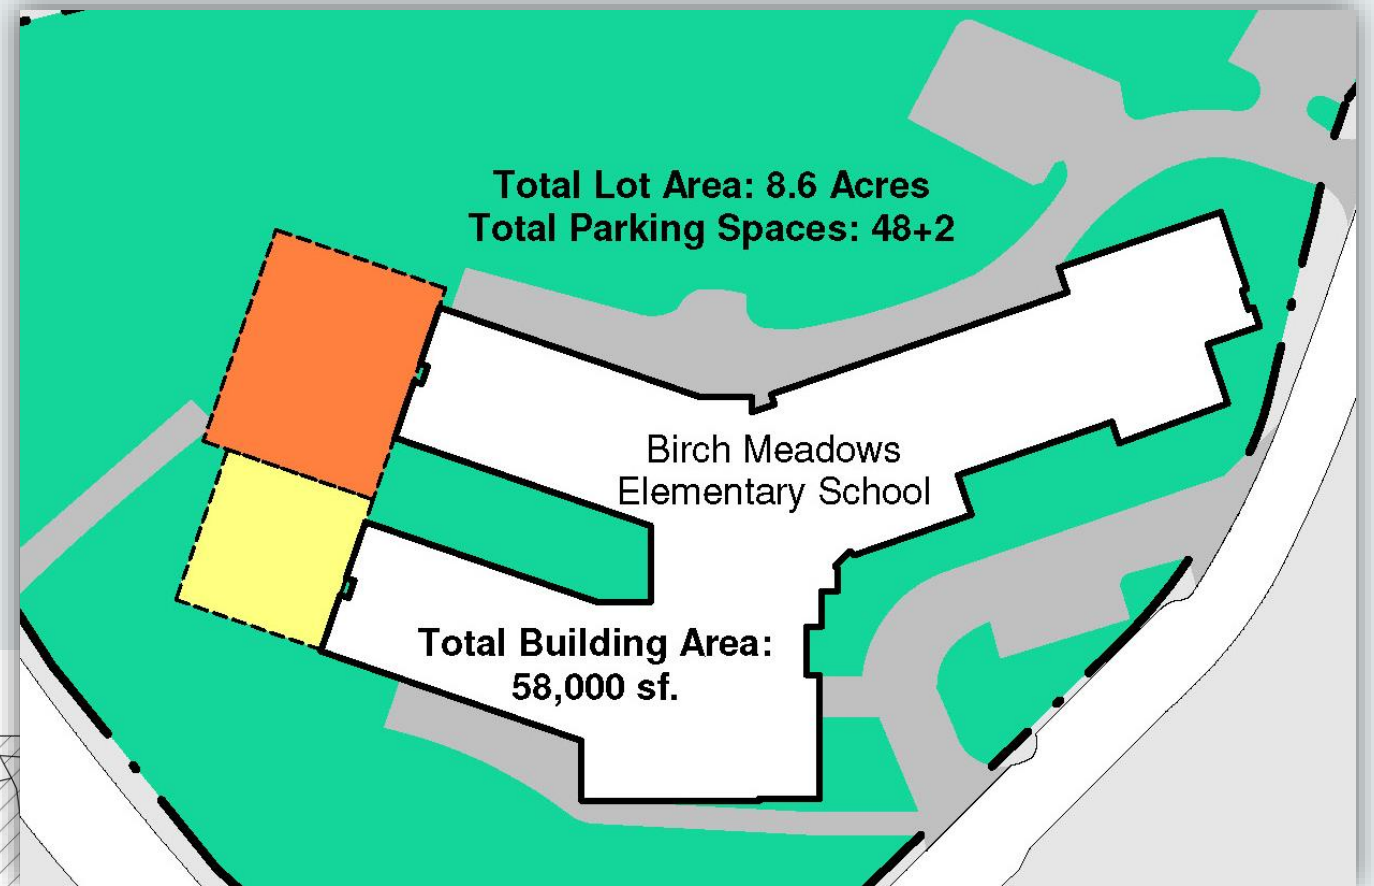 Total Lot Area: 8.6 Acres
Total Parking Spaces: 48+2
Birch Meadows
Elementary School
Total Building Area:
58,000 sf.